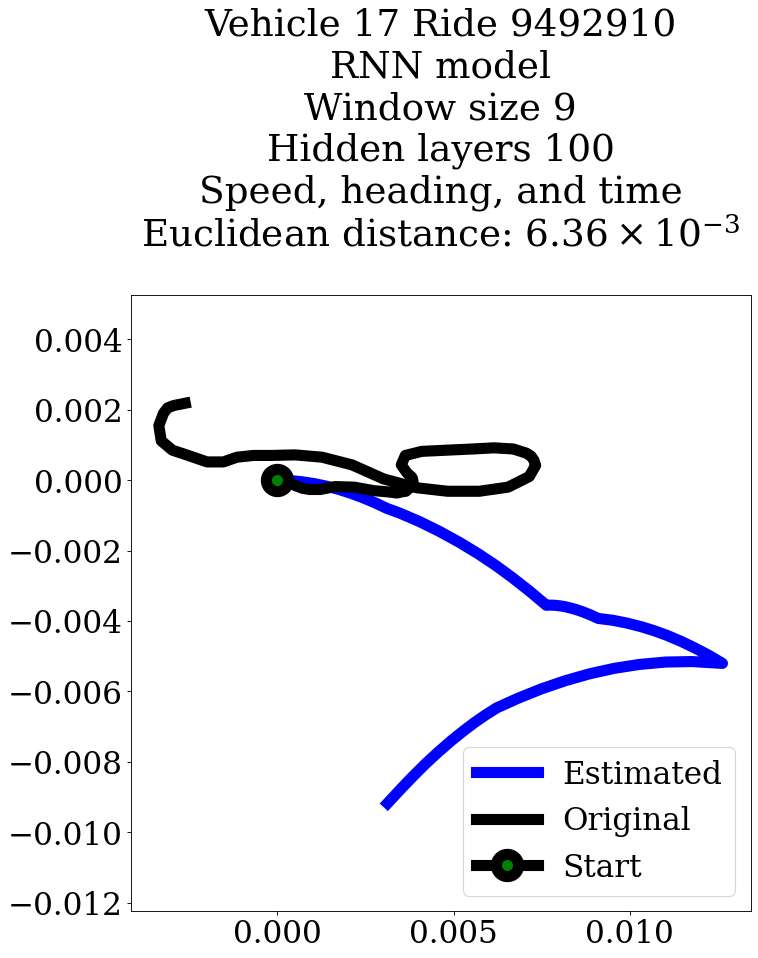 Vehicle 17 Ride 9492910
RNN model
Window size 9
Hidden layers 100
Speed, heading, and time
Euclidean distance: 6.36 × 10⁻³
0.004
0.002
0.000
−0.002
−0.004
−0.006
−0.008
−0.010
−0.012
Estimated
Original
Start
0.000 0.005 0.010